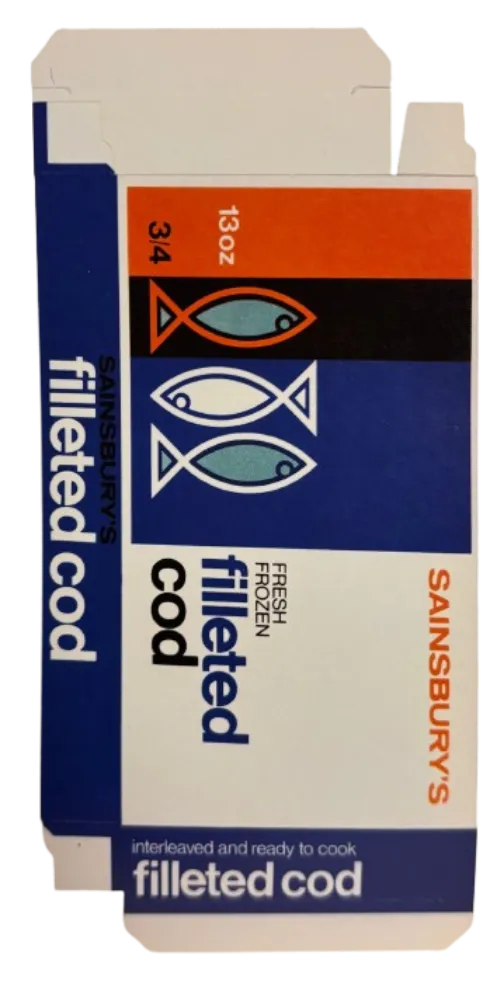 3/4
13oz
SAINSBURY'S
FRESH
FROZEN
filleted
cod
SAINSBURY'S
filleted cod
interleaved and ready to cook
filleted cod